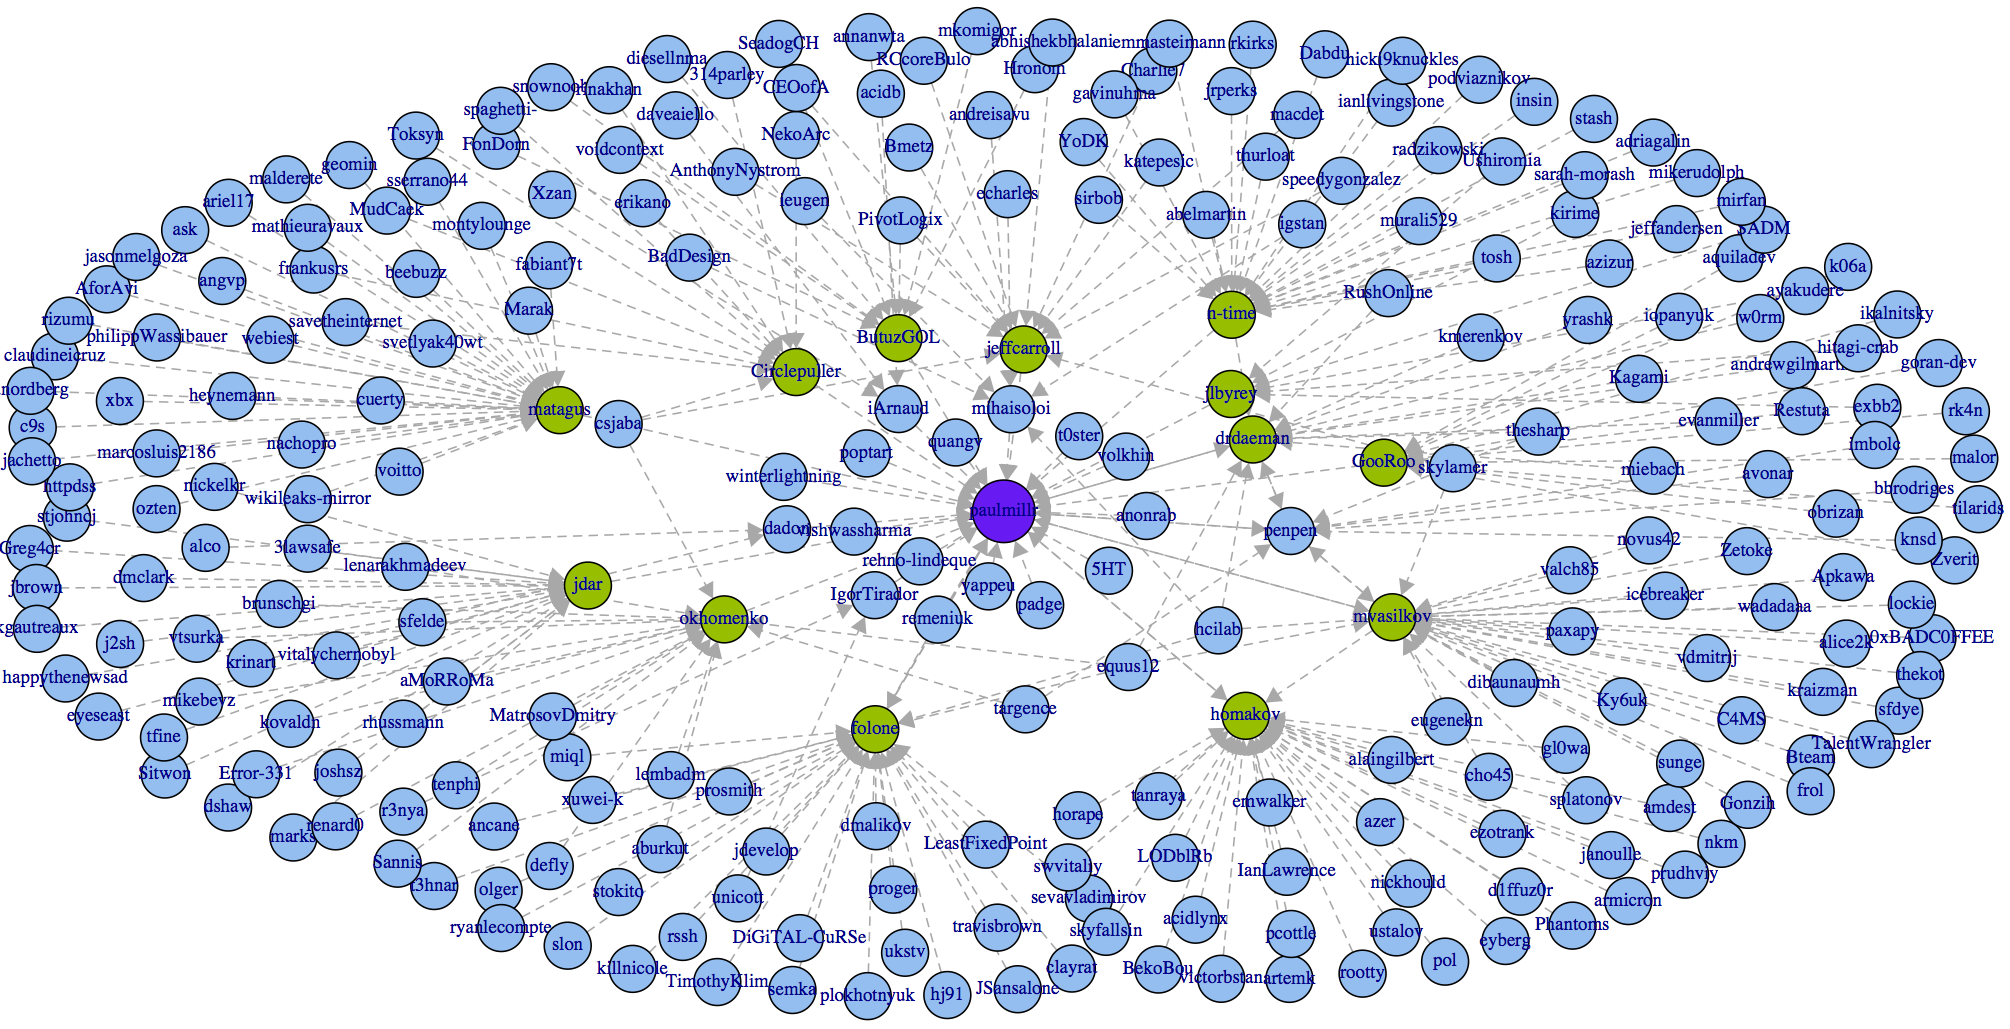 SeadogCH
annanwta
mkomigor
abhishekbhalani
emmasteimann
rkirks
Dabdu
nicki9knuckles
diesellnma
314parley
RCcoreBulo
Hronom
Charlie7
podviaznikov
snownoob
rinakhan
CEOofA
acidb
gavinuhma
jrperks
ianlivingstone
insin
spaghetti-
daveaiello
andreisavu
macdet
stash
Toksyn
FonDorn
voidcontext
NekoArc
Bmetz
YoDK
katepesic
thurloat
radzikowski
Ushiromia
adriagalin
geomin
malderete
sserrano44
AnthonyNystrom
speedygonzalez
sarah-morash
mikerudolph
ariel17
MudCaek
Xzan
erikano
ieugen
echarles
sirbob
abelmartin
igstan
murali529
kirime
mirfan
ask
mathieuravaux
montylounge
PivotLogix
jeffandersen
SADM
jasonmelgoza
frankusrs
beebuzz
fabiant7t
BadDesign
tosh
azizur
aquiladev
k06a
AforAvi
angvp
Marak
RushOnline
ayakudere
rizumu
philippWassibauer
webiest
savetheinternet
svetlyak40wt
n-time
kmerenkov
yrashk
iopanyuk
w0rm
ikalnitsky
claudineicruz
Circlepuller
ButuzGOL
jeffcarroll
hitagi-crab
andrewgilmartin
goran-dev
nordberg
xbx
heynemann
cuerty
matagus
csjaba
iArnaud
mihaisoloi
jlbyrey
Kagami
Restuta
exbb2
rk4n
c9s
marcosluis2186
nachopro
poptart
quangv
t0ster
volkhin
drdaeman
thesharp
evanmiller
imbolc
jachetto
httpdss
nickelkr
voitto
winterlightning
GooRoo
skylamer
miebach
avonar
malor
bbrodriges
stjohncj
ozten
wikileaks-mirror
dadon
vishwassharma
paulmillr
anonrab
penpen
obrizan
tilarids
Greg4cr
alco
3lawsafe
lenarakhmadeev
rehno-lindeque
novus42
Zetoke
knsd
Zverit
jbrown
dmclark
brunschgi
jdar
IgorTirador
yappeu
padge
5HT
valch85
icebreaker
Apkawa
wadadaaa
lockie
kgautreaux
j2sh
vtsurka
sfelde
okhomenko
remeniuk
hcilab
mvasilkov
paxapy
alice2k
0xBADC0FFEE
happythenewsad
krinart
vitalychernobyl
aMoRRoMa
equus12
dibaunaumh
vdmitrij
kraizman
thekot
eyeseast
mikebevz
kovaldn
rhussmann
MatrosovDmitry
folone
targence
homakov
eugenekn
Ky6uk
C4MS
sfdye
tfine
Sitwon
Error-331
joshsz
miql
lembadm
prosmith
alaingilbert
gl0wa
TalentWrangler
Bteam
dshaw
tenphi
xuwei-k
tanraya
emwalker
cho45
splatonov
sunge
frol
marks
renard0
r3nya
ancane
dmalikov
horape
azer
ezotrank
amdest
Gonzih
Sannis
defly
aburkut
jdevelop
LeastFixedPoint
swvitaliy
LODblRb
IanLawrence
janoulle
nkm
t3hnar
olger
stokito
unicott
proger
sevavladimirov
nickhould
d1ffuz0r
prudhviy
ryanlecompte
slon
rssh
DiGiTAL-CuRSe
travisbrown
skyfallsin
acidlynx
pcottle
ustalov
eyberg
armicron
Phantoms
killnicole
TimothyKlim
semka
ukstv
plokhotnyuk
hj91
JSansalone
clayrat
BekoBou
victorbstan
artemk
rootty
pol